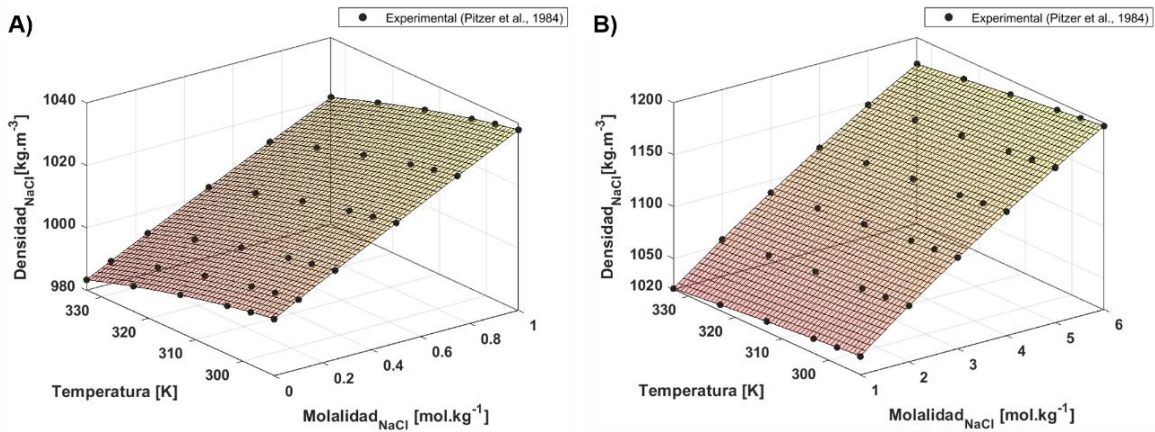 A)
Experimental (Pitzer et al., 1984)
Densidad_NaCl[kg.m^-3]
1040
1020
1000
980
330
320
310
300
Temperatura [K]
0
0.2
0.4
0.6
0.8
1
Molalidad_NaCl [mol.kg^-1]
B)
Experimental (Pitzer et al., 1984)
Densidad_NaCl[kg.m^-3]
1200
1150
1100
1050
1020
330
320
310
300
Temperatura [K]
1
2
3
4
5
6
Molalidad_NaCl [mol.kg^-1]